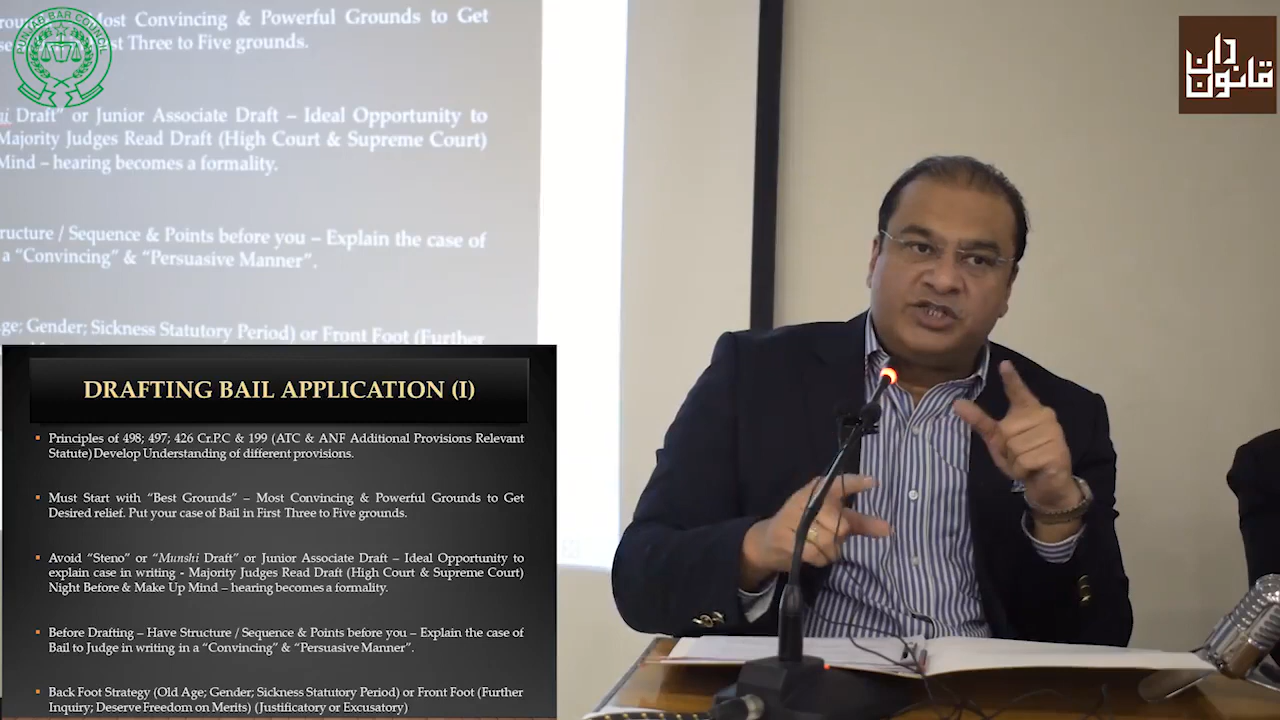 PUNJAB BAR COUNCIL
Most Convincing & Powerful Grounds to Get
First Three to Five grounds.
Draft” or Junior Associate Draft – Ideal Opportunity to
Majority Judges Read Draft (High Court & Supreme Court)
Mind – hearing becomes a formality.
ructure / Sequence & Points before you – Explain the case of
a “Convincing” & “Persuasive Manner”.
ge; Gender; Sickness Statutory Period) or Front Foot (Further
قانون دان
DRAFTING BAIL APPLICATION (I)
▪ Principles of 498; 497; 426 Cr.P.C & 199 (ATC & ANF Additional Provisions Relevant
Statute) Develop Understanding of different provisions.
▪ Must Start with “Best Grounds” – Most Convincing & Powerful Grounds to Get
Desired relief. Put your case of Bail in First Three to Five grounds.
▪ Avoid “Steno” or “Munshi Draft” or Junior Associate Draft – Ideal Opportunity to
explain case in writing - Majority Judges Read Draft (High Court & Supreme Court)
Night Before & Make Up Mind – hearing becomes a formality.
▪ Before Drafting – Have Structure / Sequence & Points before you – Explain the case of
Bail to Judge in writing in a “Convincing” & “Persuasive Manner”.
▪ Back Foot Strategy (Old Age; Gender; Sickness Statutory Period) or Front Foot (Further
Inquiry; Deserve Freedom on Merits) (Justificatory or Excusatory)